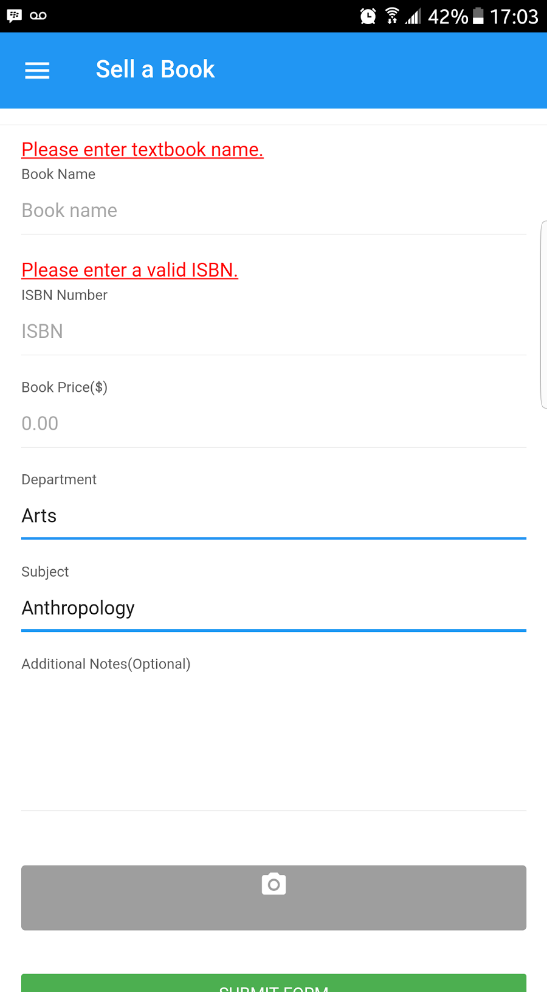 42% 17:03
Sell a Book
Please enter textbook name.
Book Name
Book name
Please enter a valid ISBN.
ISBN Number
ISBN
Book Price($)
0.00
Department
Arts
Subject
Anthropology
Additional Notes(Optional)
SUBMIT FORM